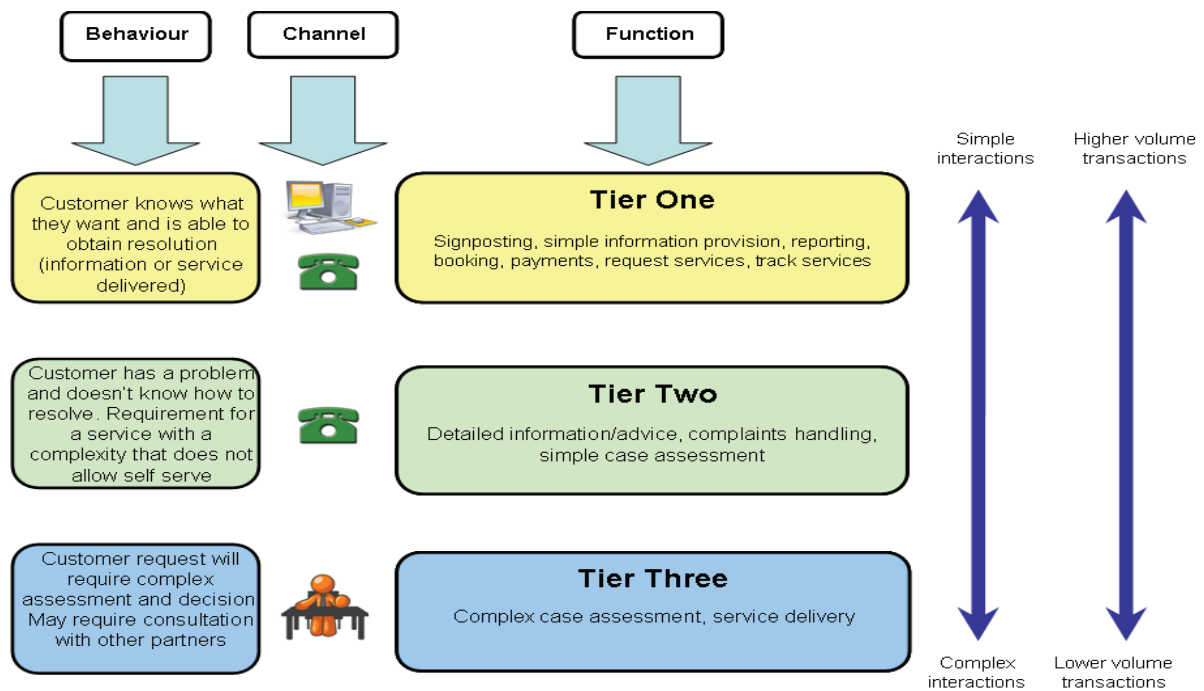 Behaviour
Channel
Function
Simple
interactions
Higher volume
transactions
Customer knows what
they want and is able to
obtain resolution
(information or service
delivered)
Tier One
Signposting, simple information provision, reporting,
booking, payments, request services, track services
Customer has a problem
and doesn't know how to
resolve. Requirement for
a service with a
complexity that does not
allow self serve
Tier Two
Detailed information/advice, complaints handling,
simple case assessment
Customer request will
require complex
assessment and decision
May require consultation
with other partners
Tier Three
Complex case assessment, service delivery
Complex
interactions
Lower volume
transactions